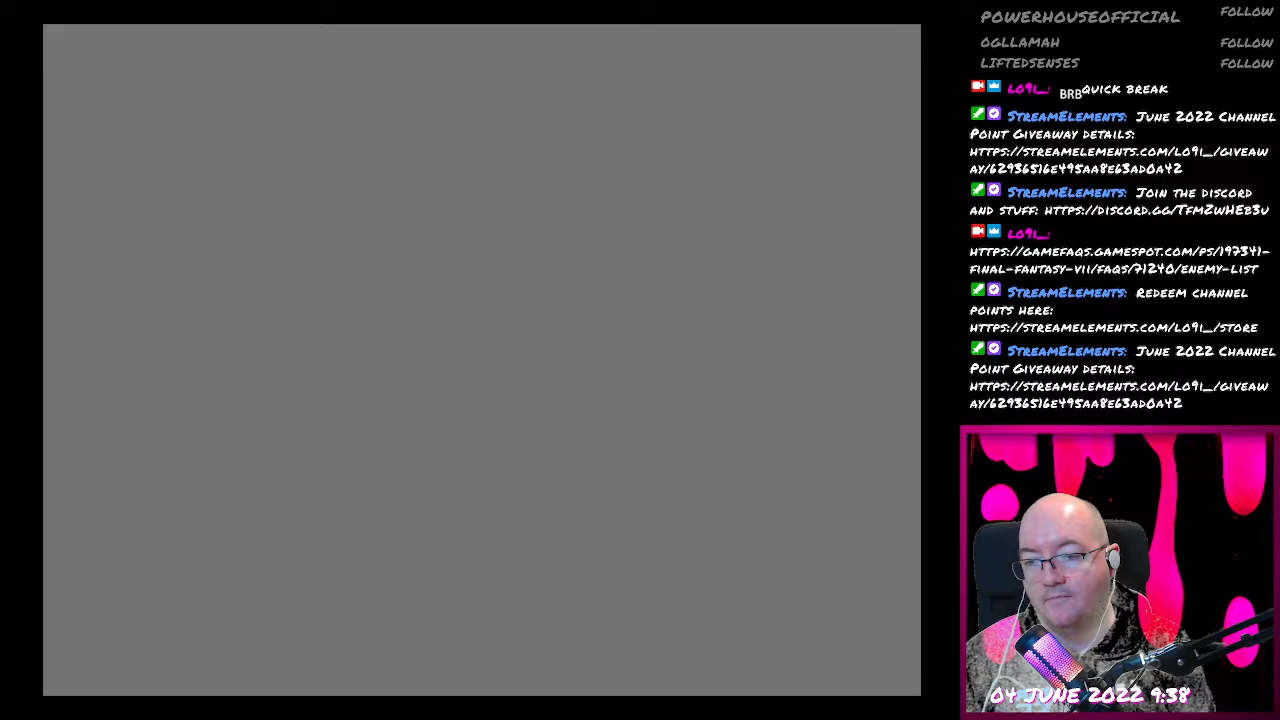 POWERHOUSEOFFICIAL FOLLOW
OGLLAMAH FOLLOW
LIFTEDSENSES FOLLOW
LO9I_: BRB QUICK BREAK
StreamElements: June 2022 Channel
Point Giveaway details:
https://streamelements.com/lo9i_/giveaw
ay/62936516e495aa8e63ad0a42
StreamElements: Join the discord
and stuff: https://discord.gg/TfmZwHE83u
LO9I_:
https://gamefaqs.gamespot.com/ps/197341-
final-fantasy-vii/faqs/71240/enemy-list
StreamElements: Redeem channel
points here:
https://streamelements.com/lo9i_/store
StreamElements: June 2022 Channel
Point Giveaway details:
https://streamelements.com/lo9i_/giveaw
ay/62936516e495aa8e63ad0a42
04 JUNE 2022 9:38